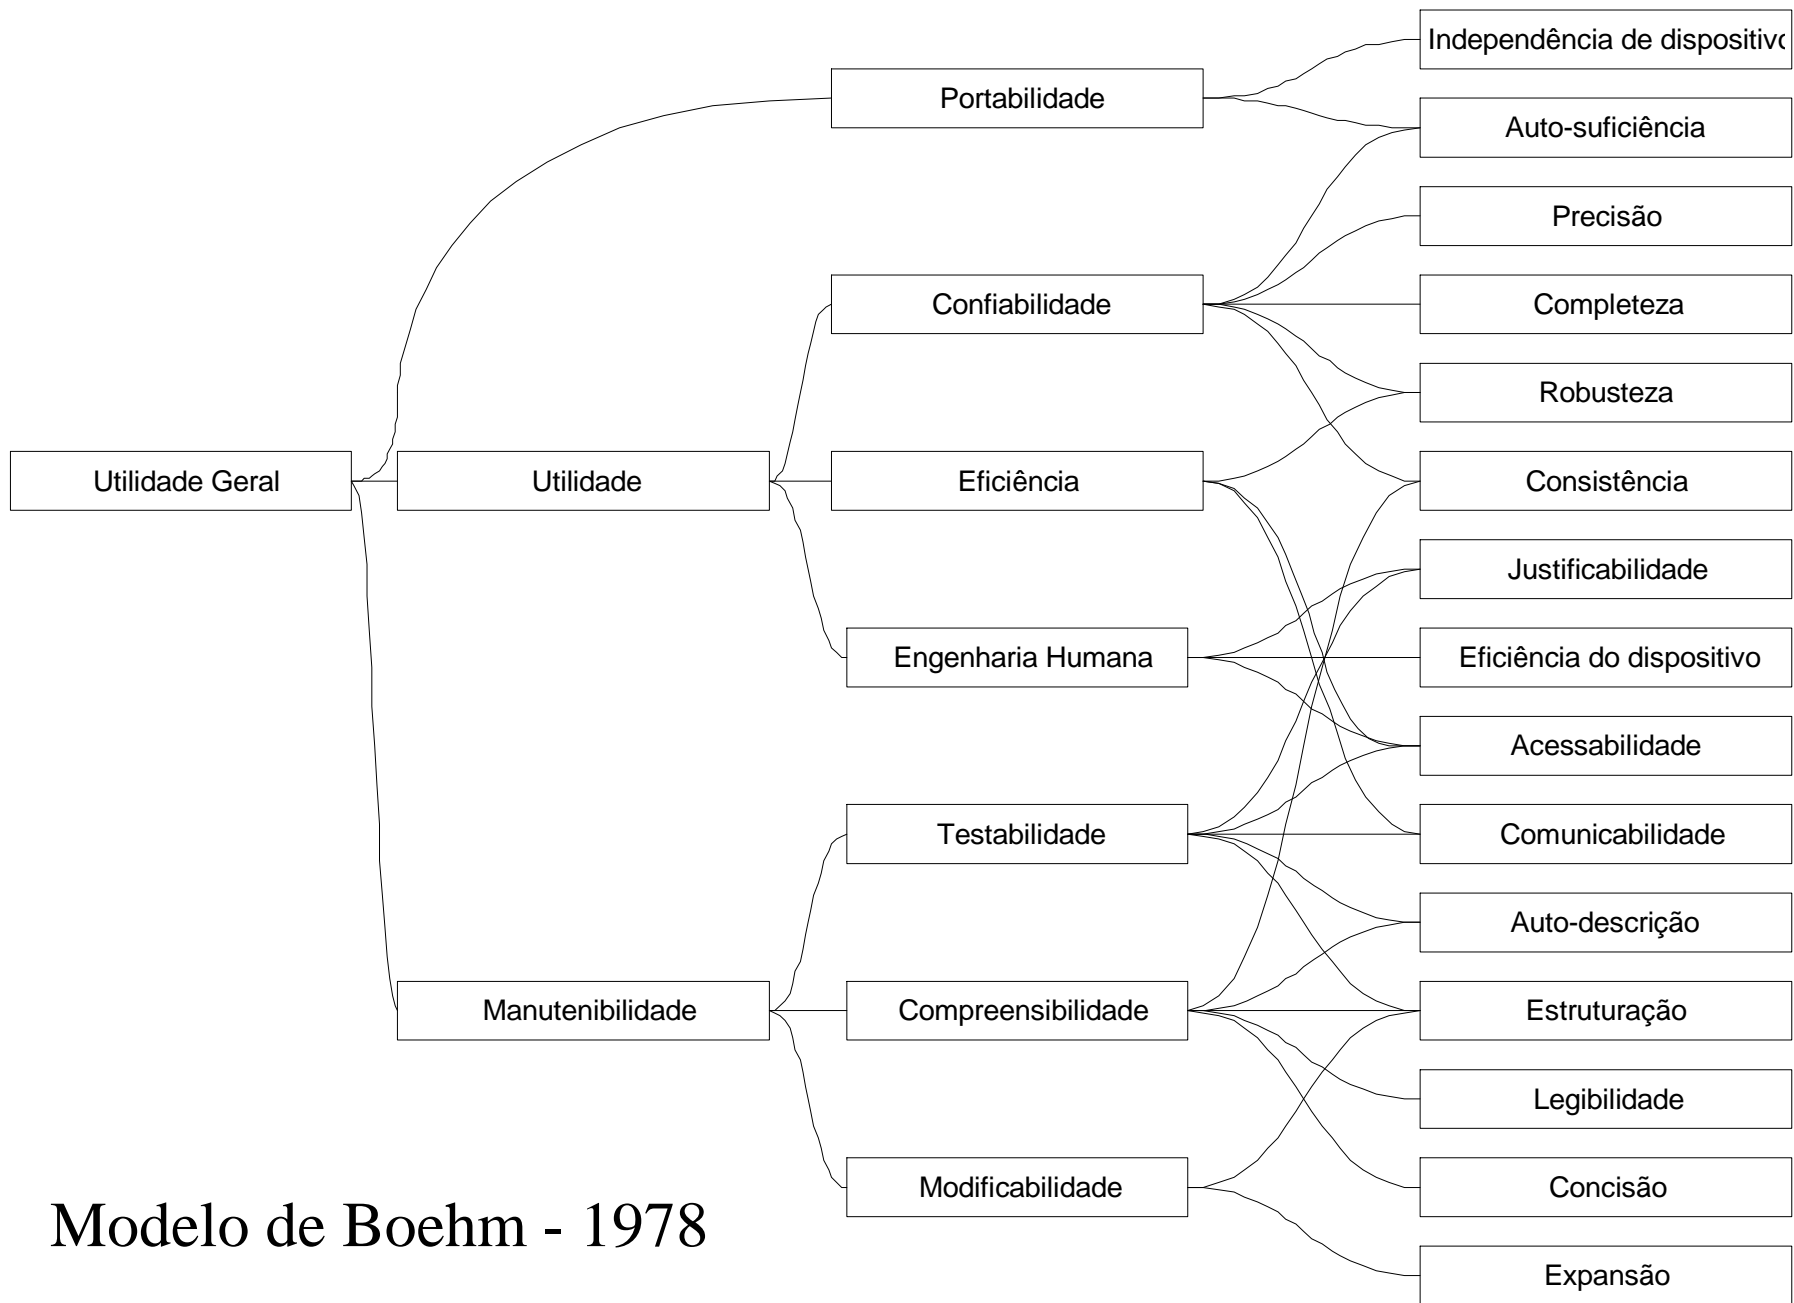 Independência de dispositivo
Portabilidade
Auto-suficiência
Precisão
Confiabilidade
Completeza
Robusteza
Utilidade Geral
Utilidade
Eficiência
Consistência
Justificabilidade
Engenharia Humana
Eficiência do dispositivo
Acessabilidade
Testabilidade
Comunicabilidade
Auto-descrição
Manutenibilidade
Compreensibilidade
Estruturação
Legibilidade
Modificabilidade
Concisão
Modelo de Boehm - 1978
Expansão